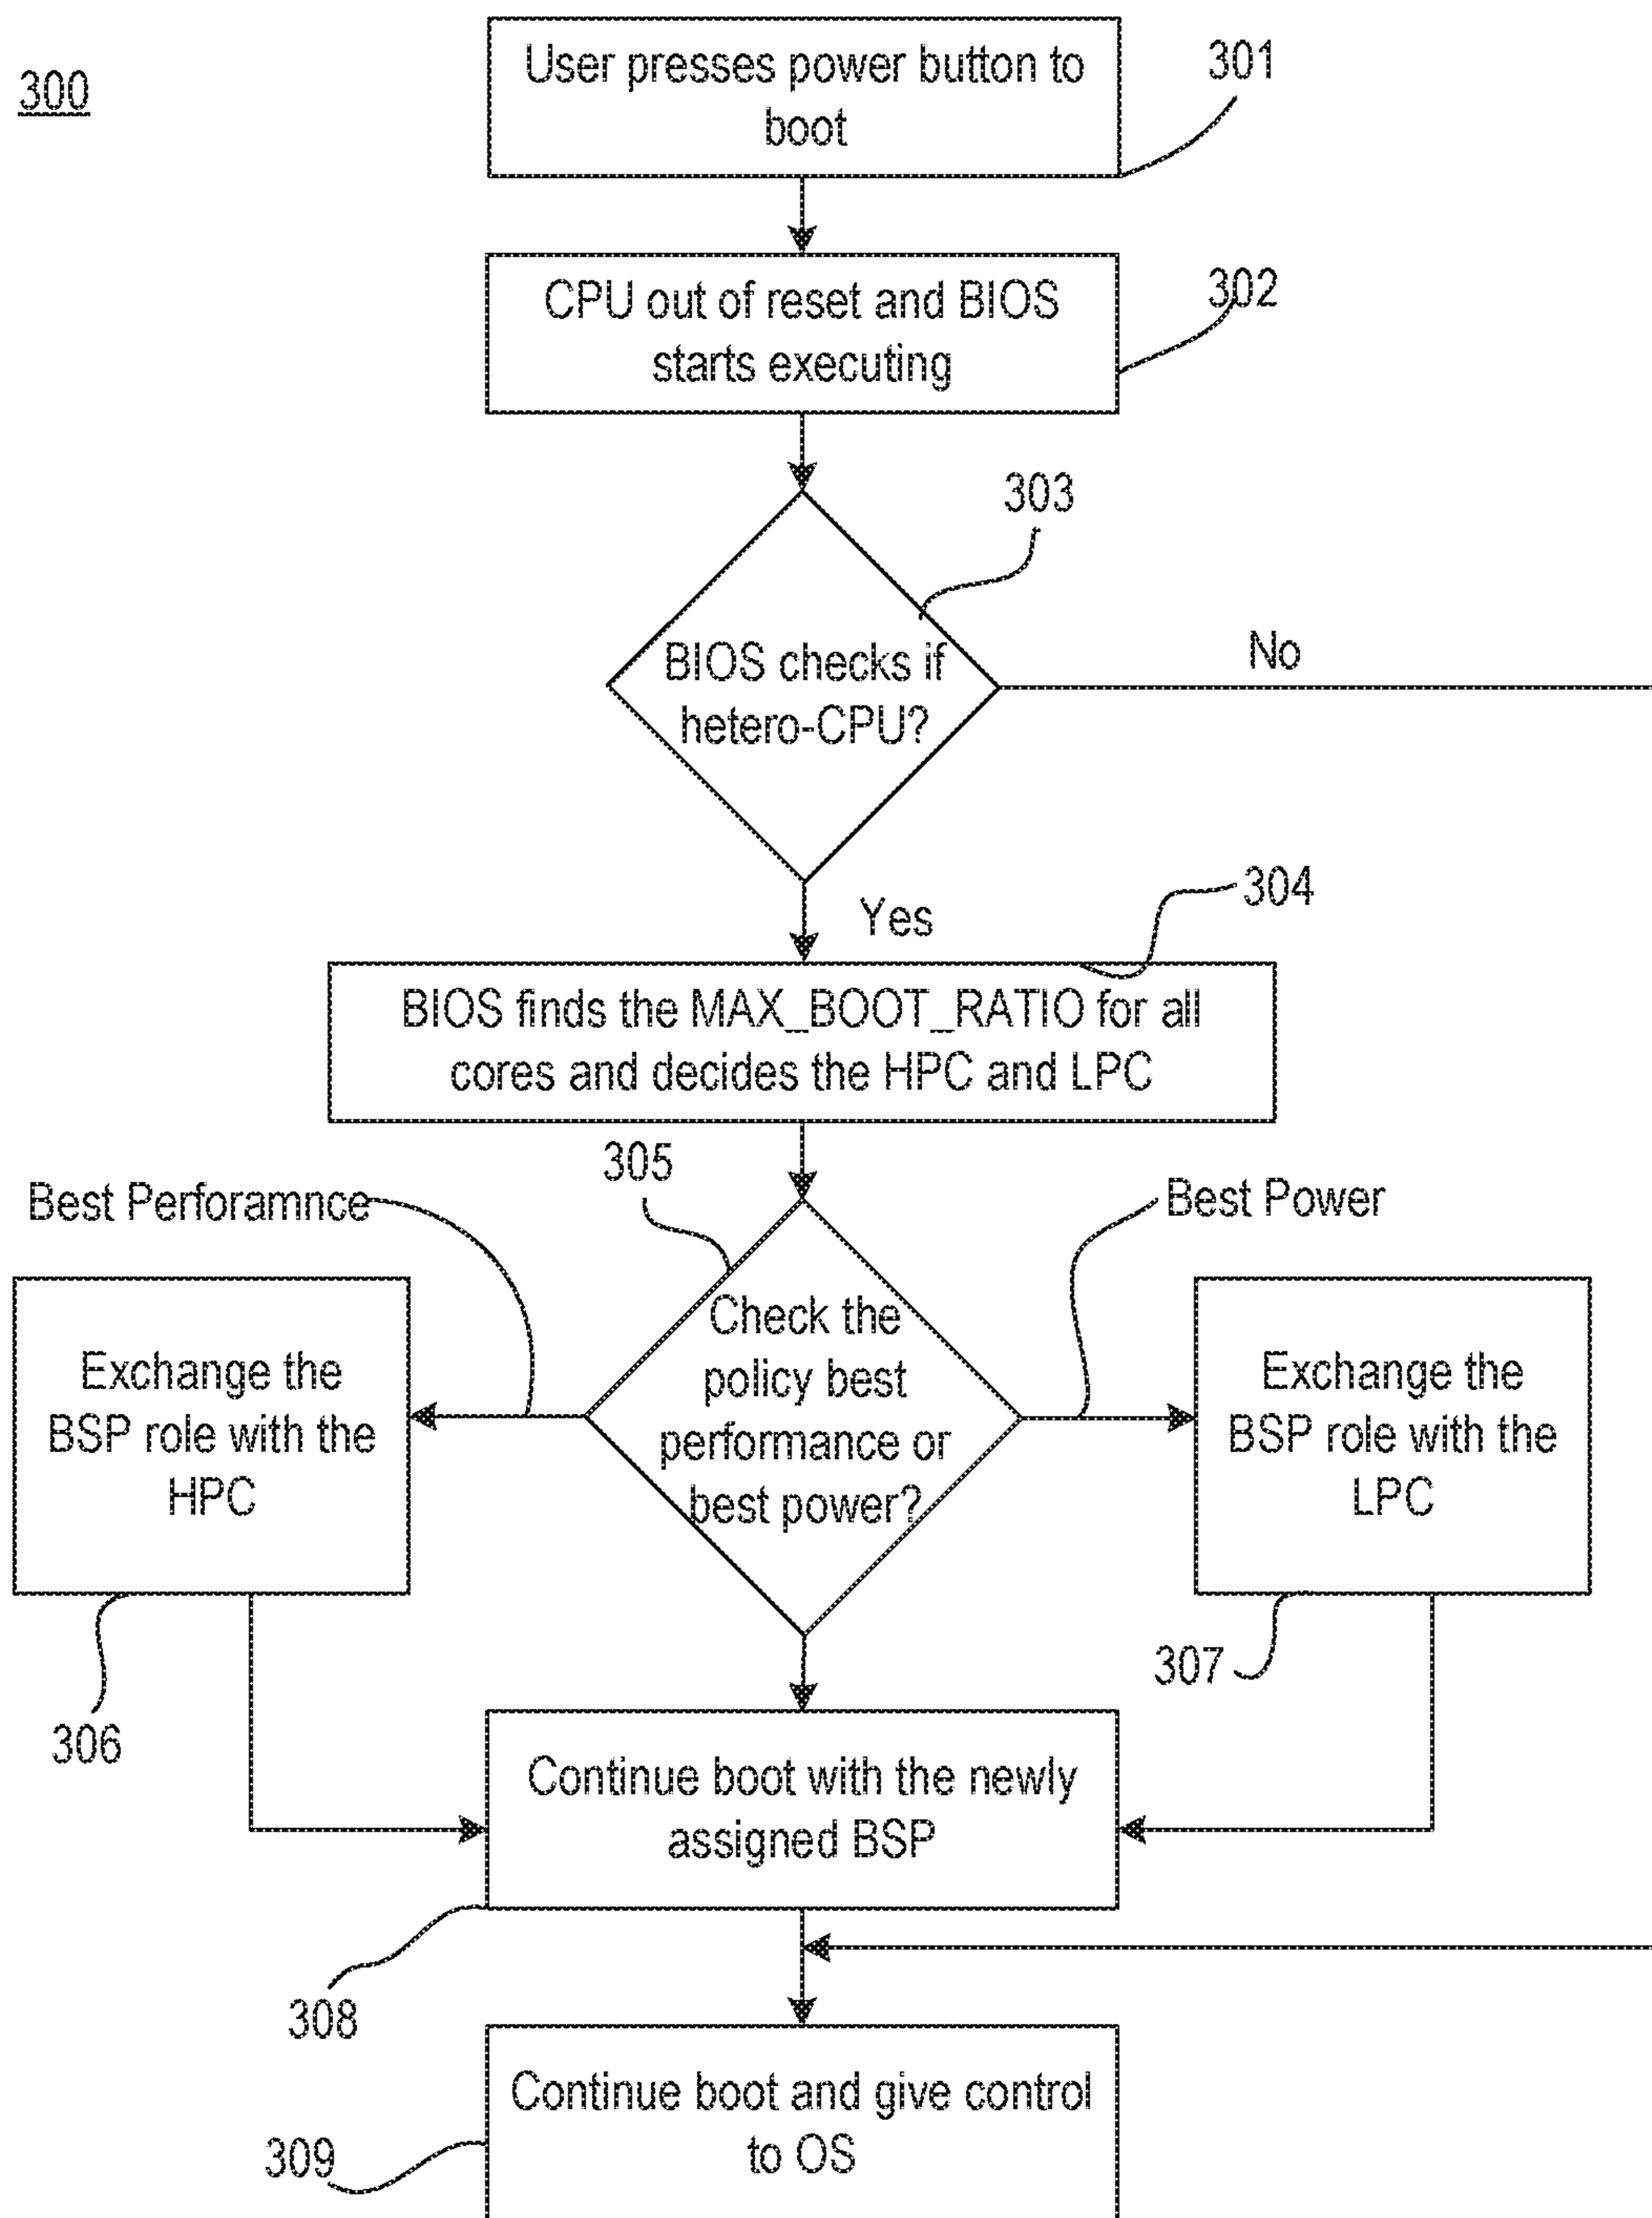 300
User presses power button to
boot
301
CPU out of reset and BIOS
starts executing
302
303
BIOS checks if
hetero-CPU?
No
Yes
304
BIOS finds the MAX_BOOT_RATIO for all
cores and decides the HPC and LPC
305
Best Perforamnce
Best Power
Check the
policy best
performance or
best power?
Exchange the
BSP role with the
HPC
Exchange the
BSP role with the
LPC
306
307
Continue boot with the newly
assigned BSP
308
Continue boot and give control
to OS
309